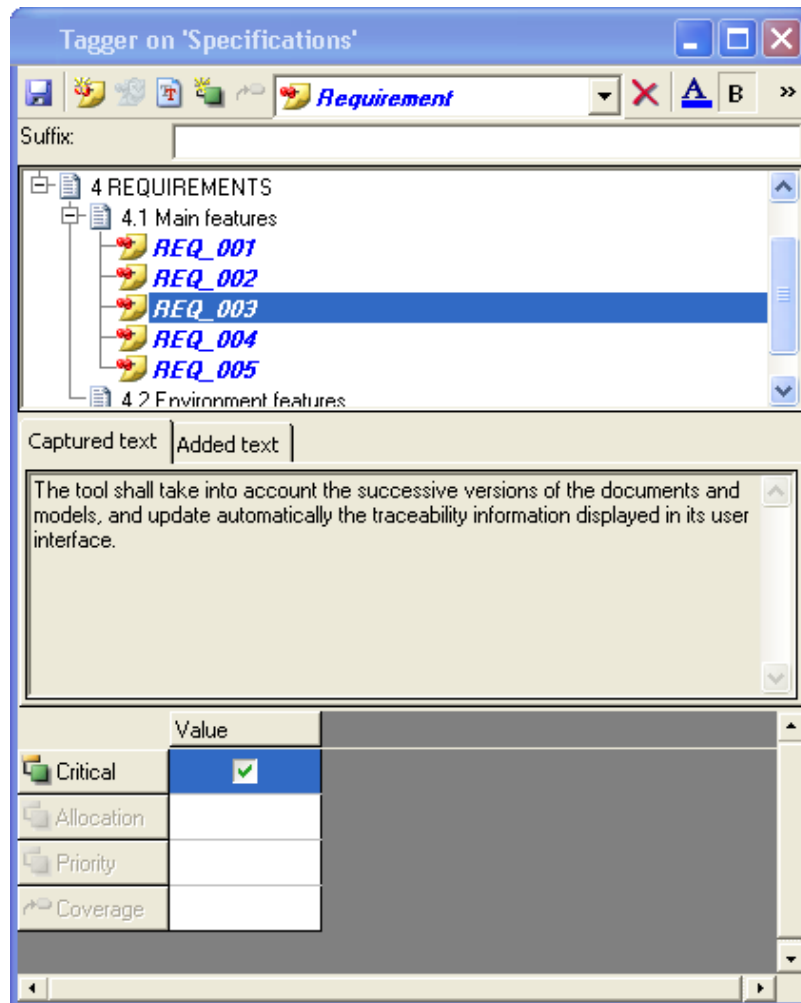 Tagger on 'Specifications'
Requirement
A B »
Suffix:
4 REQUIREMENTS
4.1 Main features
REQ_001
REQ_002
REQ_003
REQ_004
REQ_005
4.2 Environment features
Captured text Added text
The tool shall take into account the successive versions of the documents and
models, and update automatically the traceability information displayed in its user
interface.
Value
Critical
Allocation
Priority
Coverage